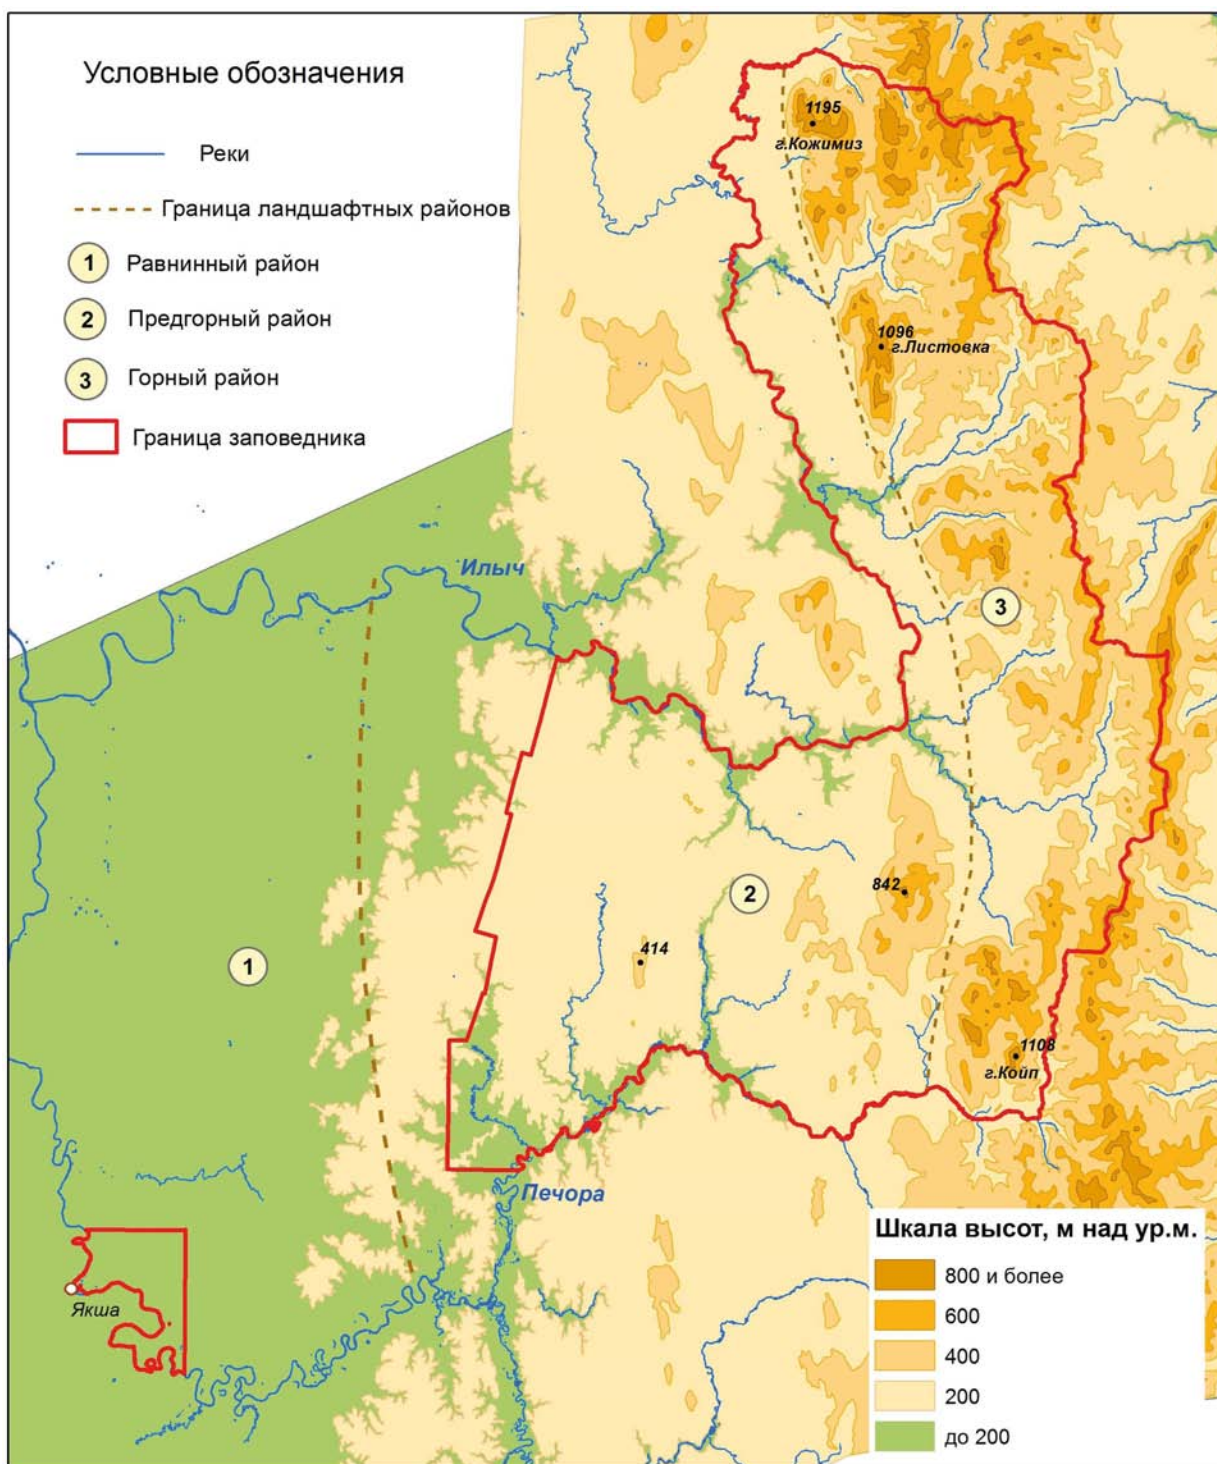 Условные обозначения
Реки
Граница ландшафтных районов
1 Равнинный район
2 Предгорный район
3 Горный район
Граница заповедника
1195
г.Кожимиз
1096
г.Листовка
Илыч
3
2
842
1
414
1108
г.Койп
Печора
Якша
Шкала высот, м над ур.м.
800 и более
600
400
200
до 200